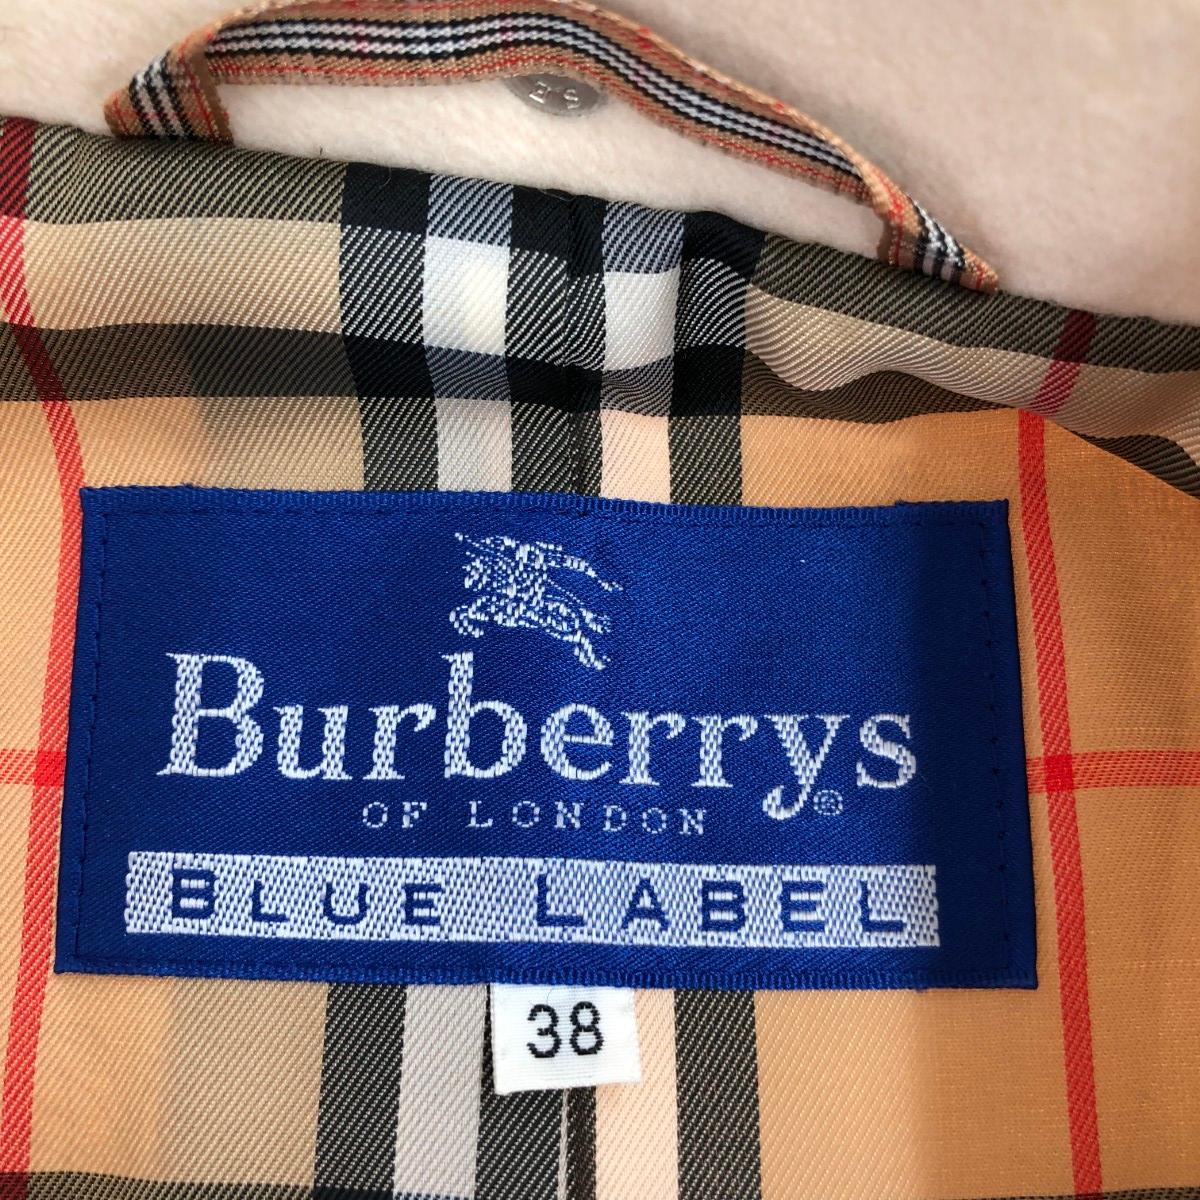 Burberrys®
OF LONDON
BLUE LABEL
38